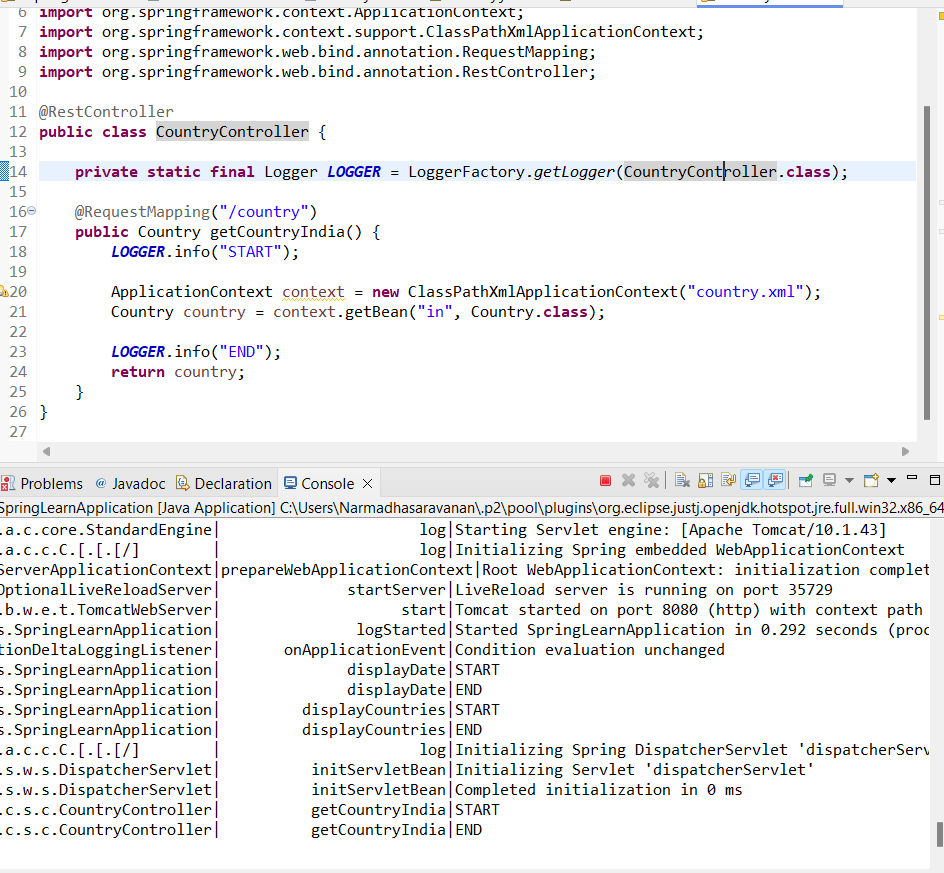 6 import org.springframework.context.ApplicationContext;
7 import org.springframework.context.support.ClassPathXmlApplicationContext;
8 import org.springframework.web.bind.annotation.RequestMapping;
9 import org.springframework.web.bind.annotation.RestController;
10
11 @RestController
12 public class CountryController {
13
14 private static final Logger LOGGER = LoggerFactory.getLogger(CountryController.class);
15
16 @RequestMapping("/country")
17 public Country getCountryIndia() {
18 LOGGER.info("START");
19
20 ApplicationContext context = new ClassPathXmlApplicationContext("country.xml");
21 Country country = context.getBean("in", Country.class);
22
23 LOGGER.info("END");
24 return country;
25 }
26 }
27
Problems @ Javadoc Declaration Console
SpringLearnApplication [Java Application] C:\Users\Narmadhasaravanan\.p2\pool\plugins\org.eclipse.justj.openjdk.hotspot.jre.full.win32.x86_64
.a.c.core.StandardEngine| log|Starting Servlet engine: [Apache Tomcat/10.1.43]
.a.c.c.C.[.[.[/] | log|Initializing Spring embedded WebApplicationContext
ServerApplicationContext|prepareWebApplicationContext|Root WebApplicationContext: initialization complet
OptionalLiveReloadServer| startServer|LiveReload server is running on port 35729
.b.w.e.t.TomcatWebServer| start|Tomcat started on port 8080 (http) with context path
s.SpringLearnApplication| logStarted|Started SpringLearnApplication in 0.292 seconds (proc
tionDeltaLoggingListener| onApplicationEvent|Condition evaluation unchanged
s.SpringLearnApplication| displayDate|START
s.SpringLearnApplication| displayDate|END
s.SpringLearnApplication| displayCountries|START
s.SpringLearnApplication| displayCountries|END
.a.c.c.C.[.[.[/] | log|Initializing Spring DispatcherServlet 'dispatcherServ
.s.w.s.DispatcherServlet| initServletBean|Initializing Servlet 'dispatcherServlet'
.s.w.s.DispatcherServlet| initServletBean|Completed initialization in 0 ms
.c.s.c.CountryController| getCountryIndia|START
.c.s.c.CountryController| getCountryIndia|END